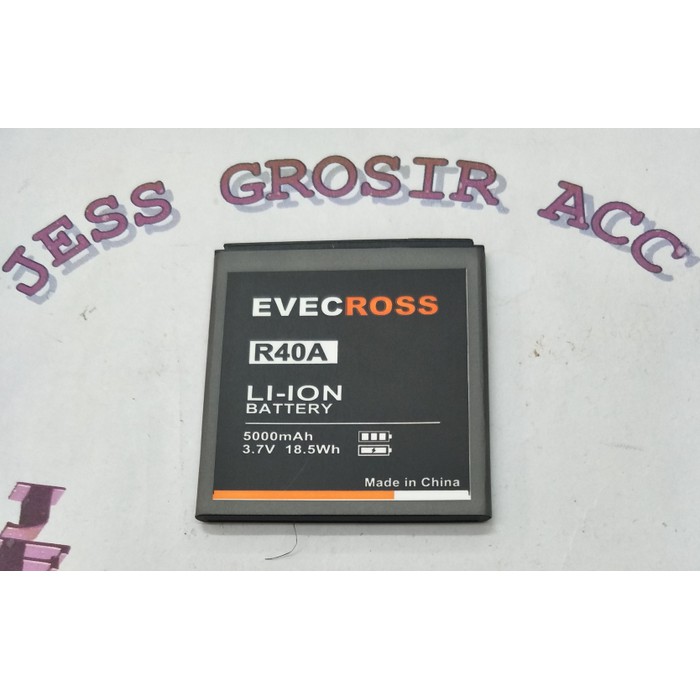 JESS GROSIR ACC
EVECROSS
R40A
LI-ION
BATTERY
5000mAh
3.7V 18.5Wh
Made in China